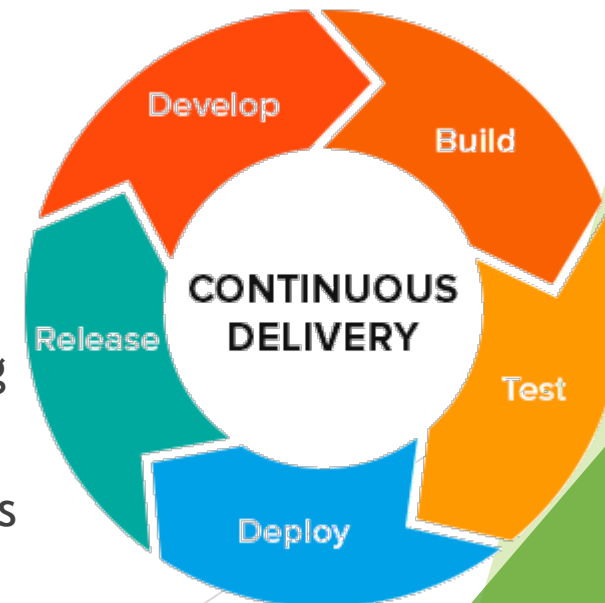 Develop
Build
CONTINUOUS
DELIVERY
Release
Test
Deploy
g
s